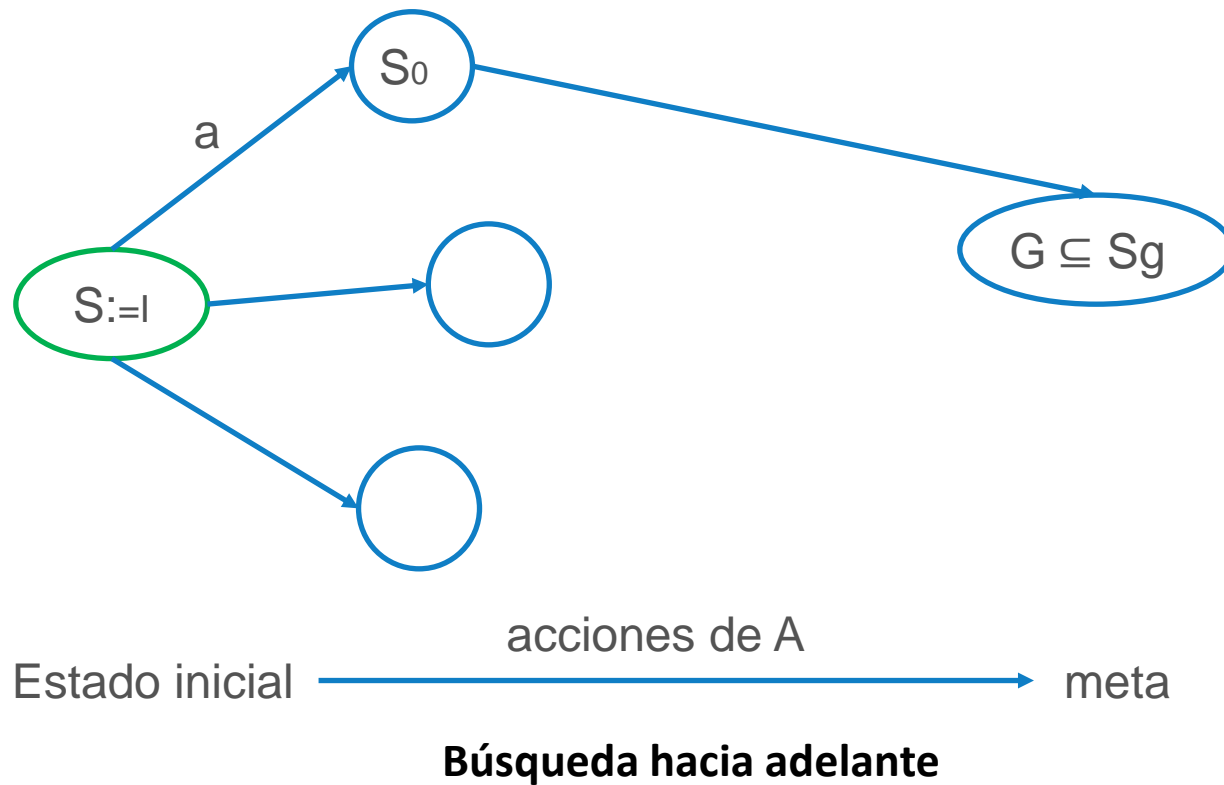 S₀
a
G ⊆ Sg
S:=I
acciones de A
Estado inicial
meta
Búsqueda hacia adelante